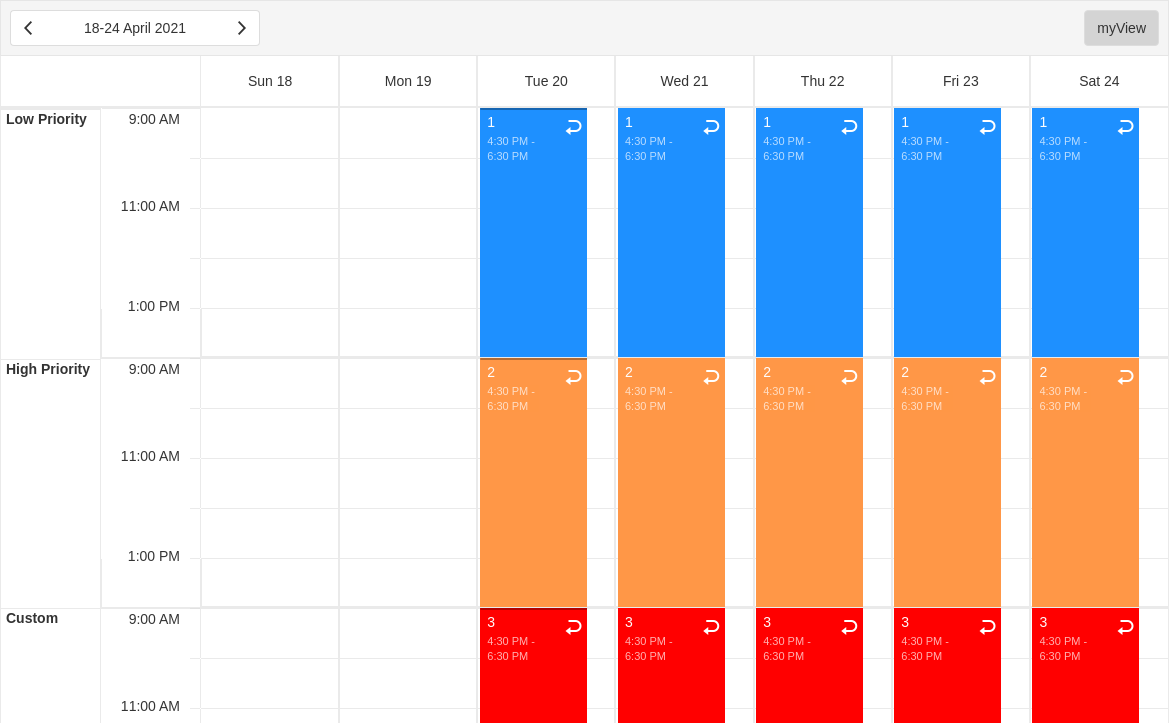 18-24 April 2021
myView
Sun 18
Mon 19
Tue 20
Wed 21
Thu 22
Fri 23
Sat 24
Low Priority
9:00 AM
11:00 AM
1:00 PM
1
4:30 PM -
6:30 PM
1
4:30 PM -
6:30 PM
1
4:30 PM -
6:30 PM
1
4:30 PM -
6:30 PM
1
4:30 PM -
6:30 PM
High Priority
9:00 AM
11:00 AM
1:00 PM
2
4:30 PM -
6:30 PM
2
4:30 PM -
6:30 PM
2
4:30 PM -
6:30 PM
2
4:30 PM -
6:30 PM
2
4:30 PM -
6:30 PM
Custom
9:00 AM
11:00 AM
3
4:30 PM -
6:30 PM
3
4:30 PM -
6:30 PM
3
4:30 PM -
6:30 PM
3
4:30 PM -
6:30 PM
3
4:30 PM -
6:30 PM